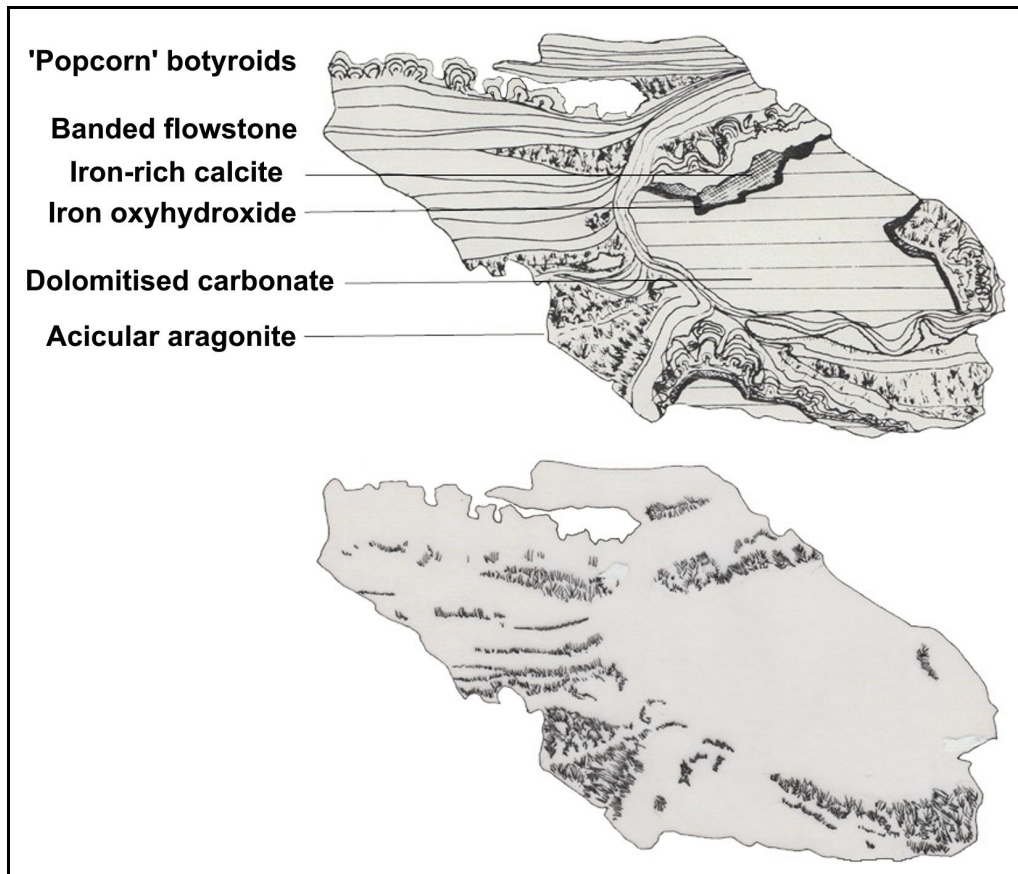 'Popcorn' botyroids
Banded flowstone
Iron-rich calcite
Iron oxyhydroxide
Dolomitised carbonate
Acicular aragonite